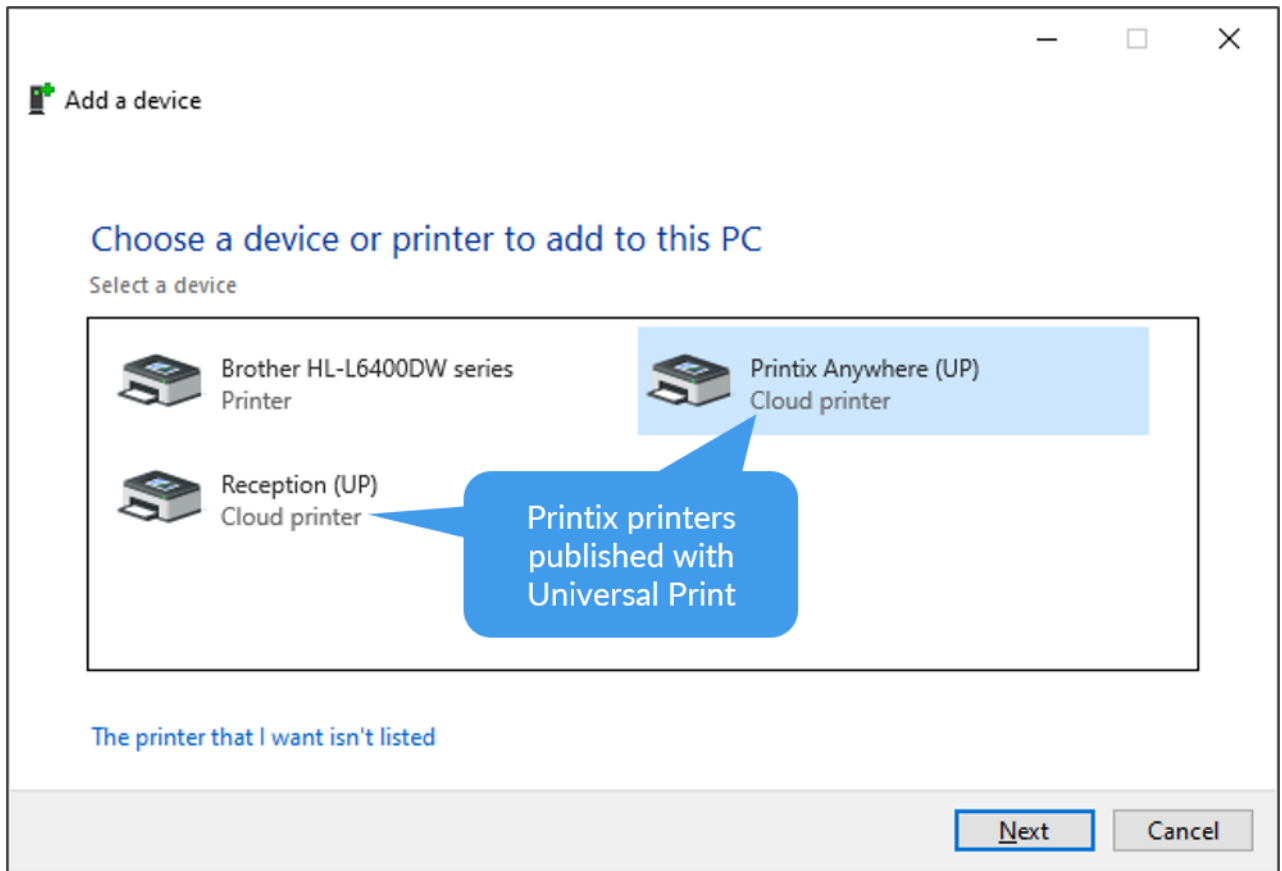 Add a device
Choose a device or printer to add to this PC
Select a device
Brother HL-L6400DW series
Printer
Printix Anywhere (UP)
Cloud printer
Reception (UP)
Cloud printer
Printix printers
published with
Universal Print
The printer that I want isn't listed
Next
Cancel